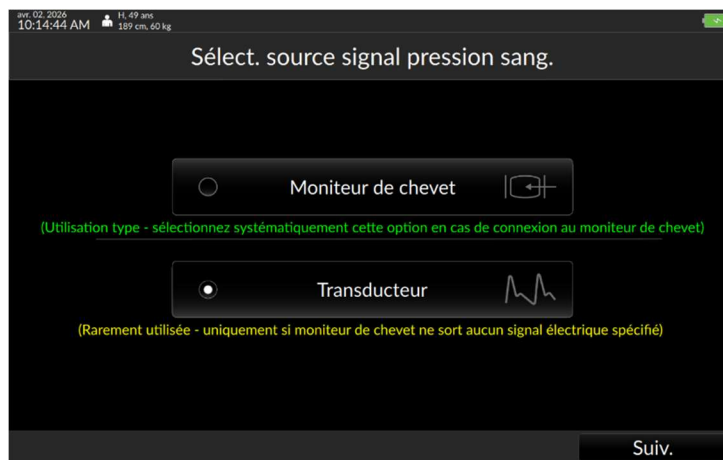 avr. 02, 2026
10:14:44 AM
H, 49 ans
189 cm, 60 kg
Sélect. source signal pression sang.
Moniteur de chevet
(Utilisation type - sélectionnez systématiquement cette option en cas de connexion au moniteur de chevet)
Transducteur
(Rarement utilisée - uniquement si moniteur de chevet ne sort aucun signal électrique spécifié)
Suiv.